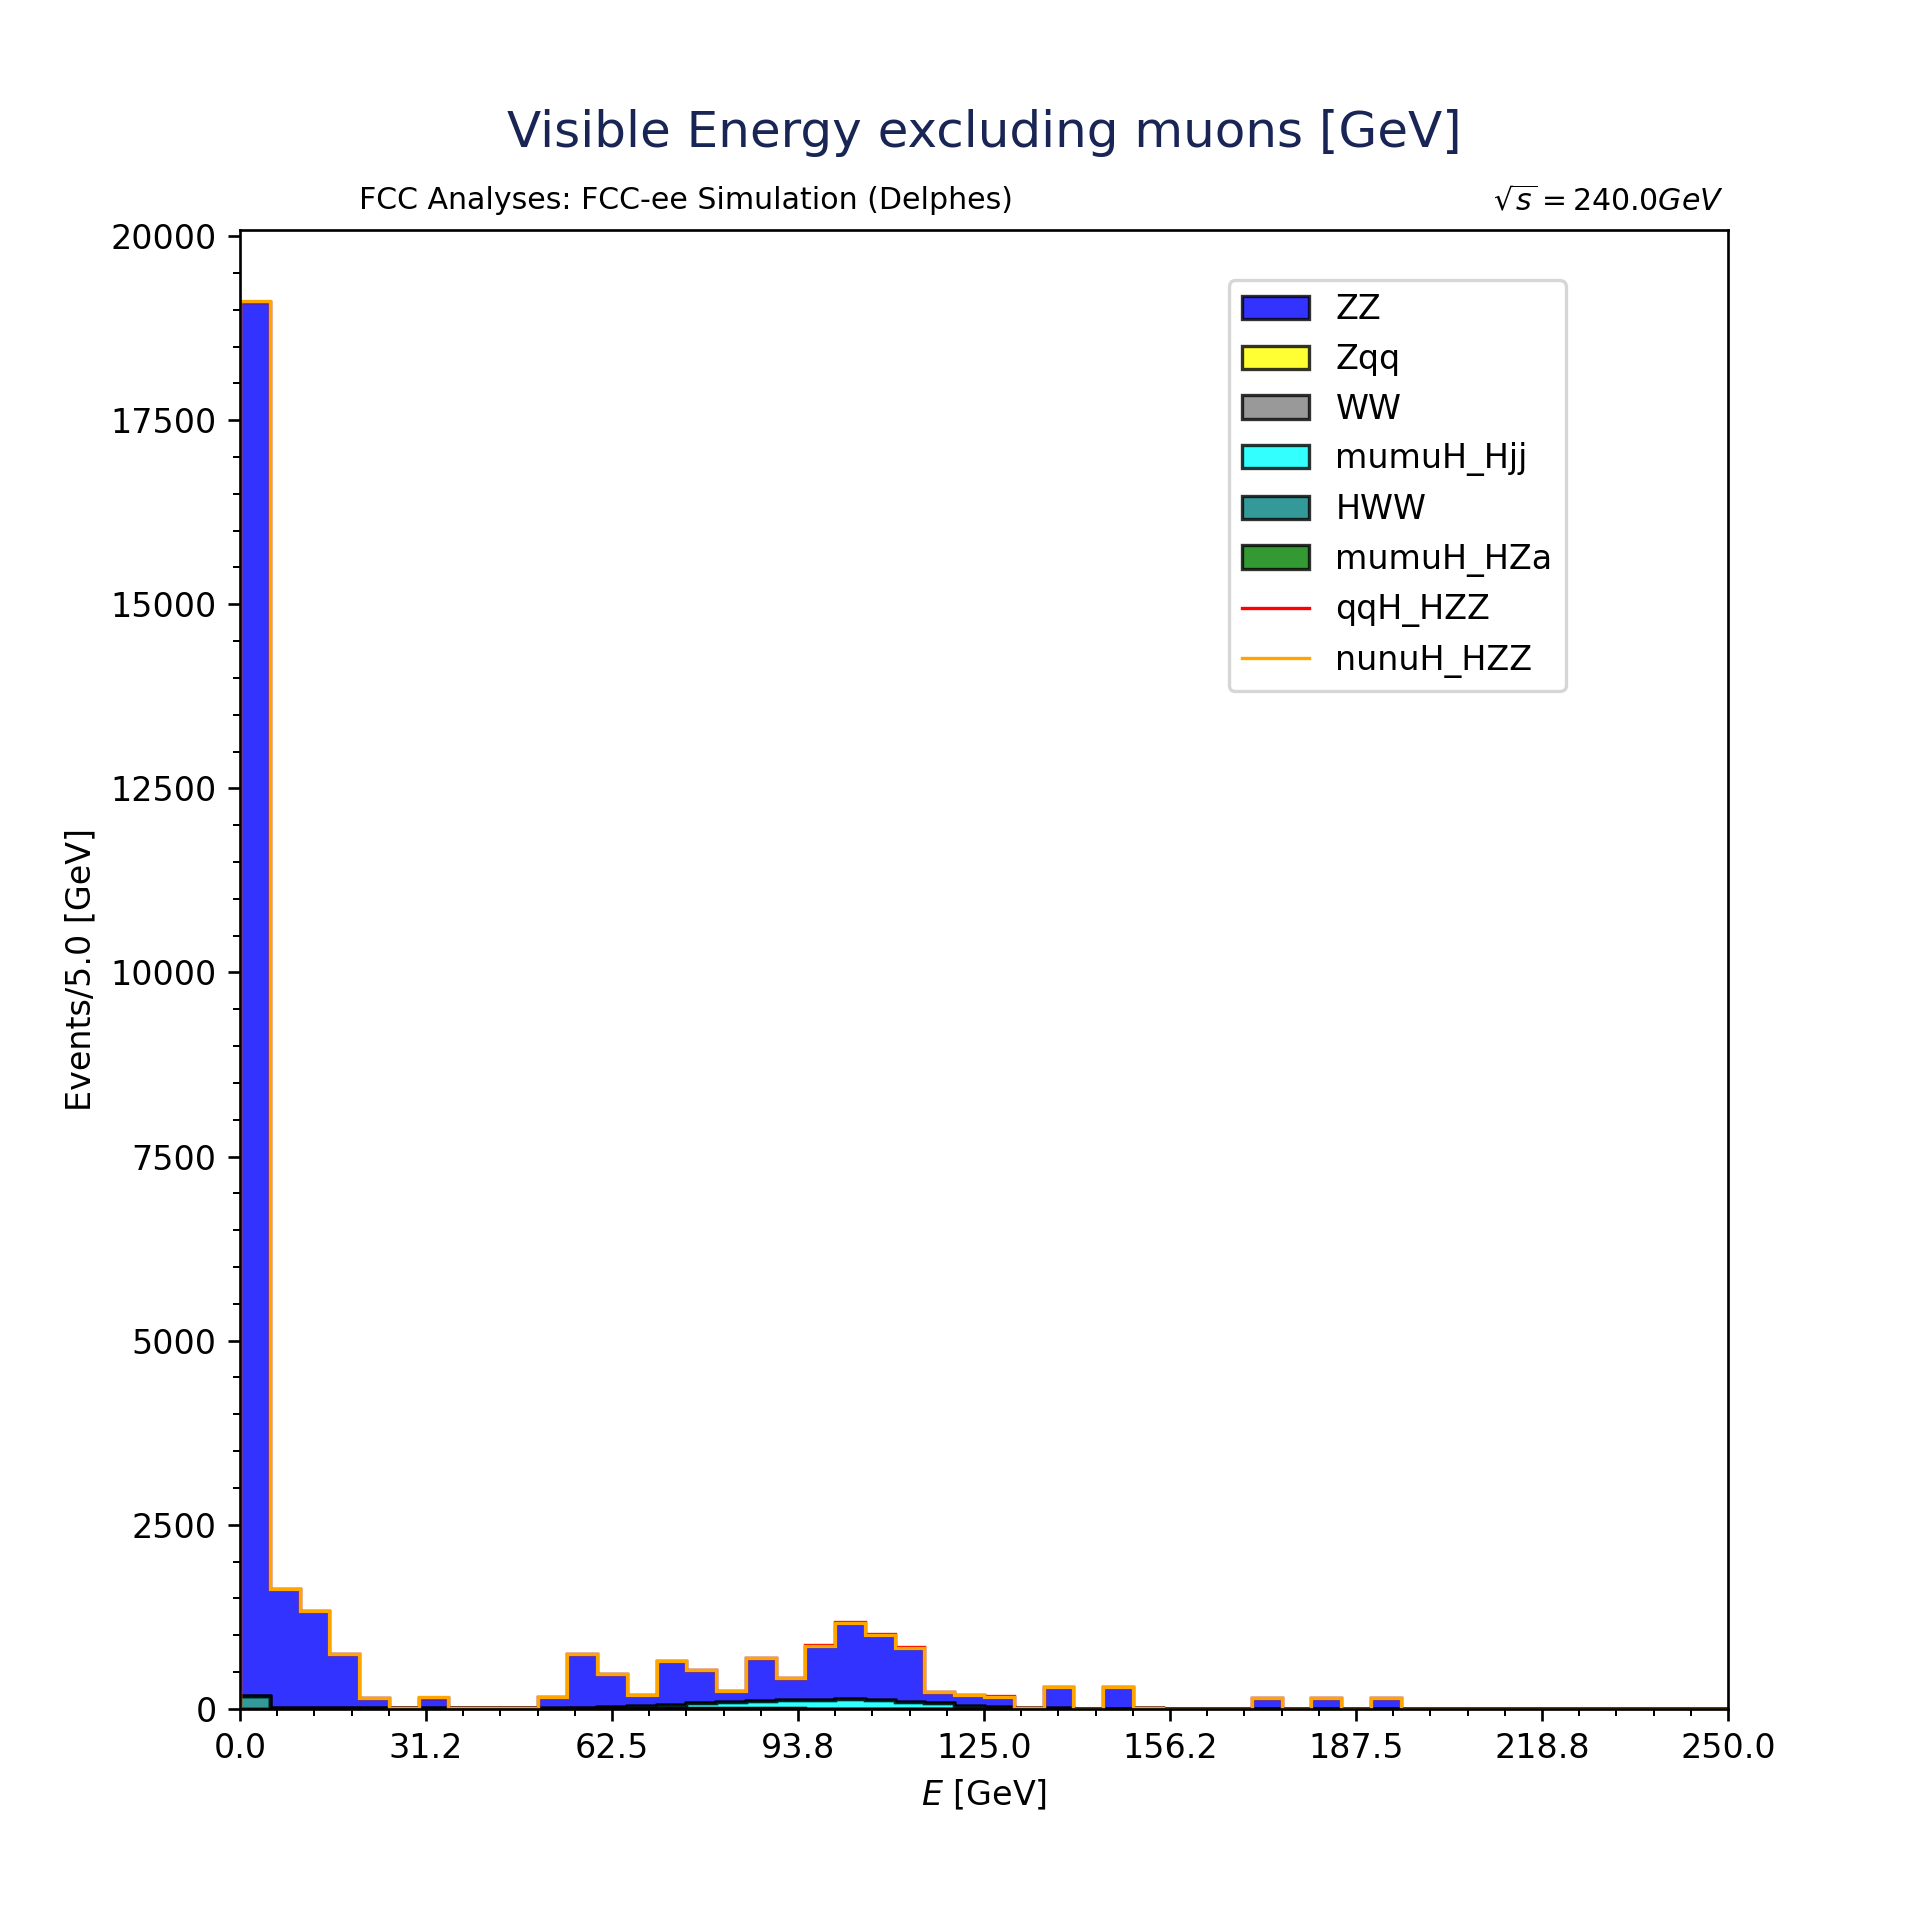 Visible Energy excluding muons [GeV]
FCC Analyses: FCC-ee Simulation (Delphes)
√s = 240.0GeV
20000
17500
15000
12500
10000
7500
5000
2500
0
Events/5.0 [GeV]
ZZ
Zqq
WW
mumuH_Hjj
HWW
mumuH_HZa
qqH_HZZ
nunuH_HZZ
0.0 31.2 62.5 93.8 125.0 156.2 187.5 218.8 250.0
E [GeV]